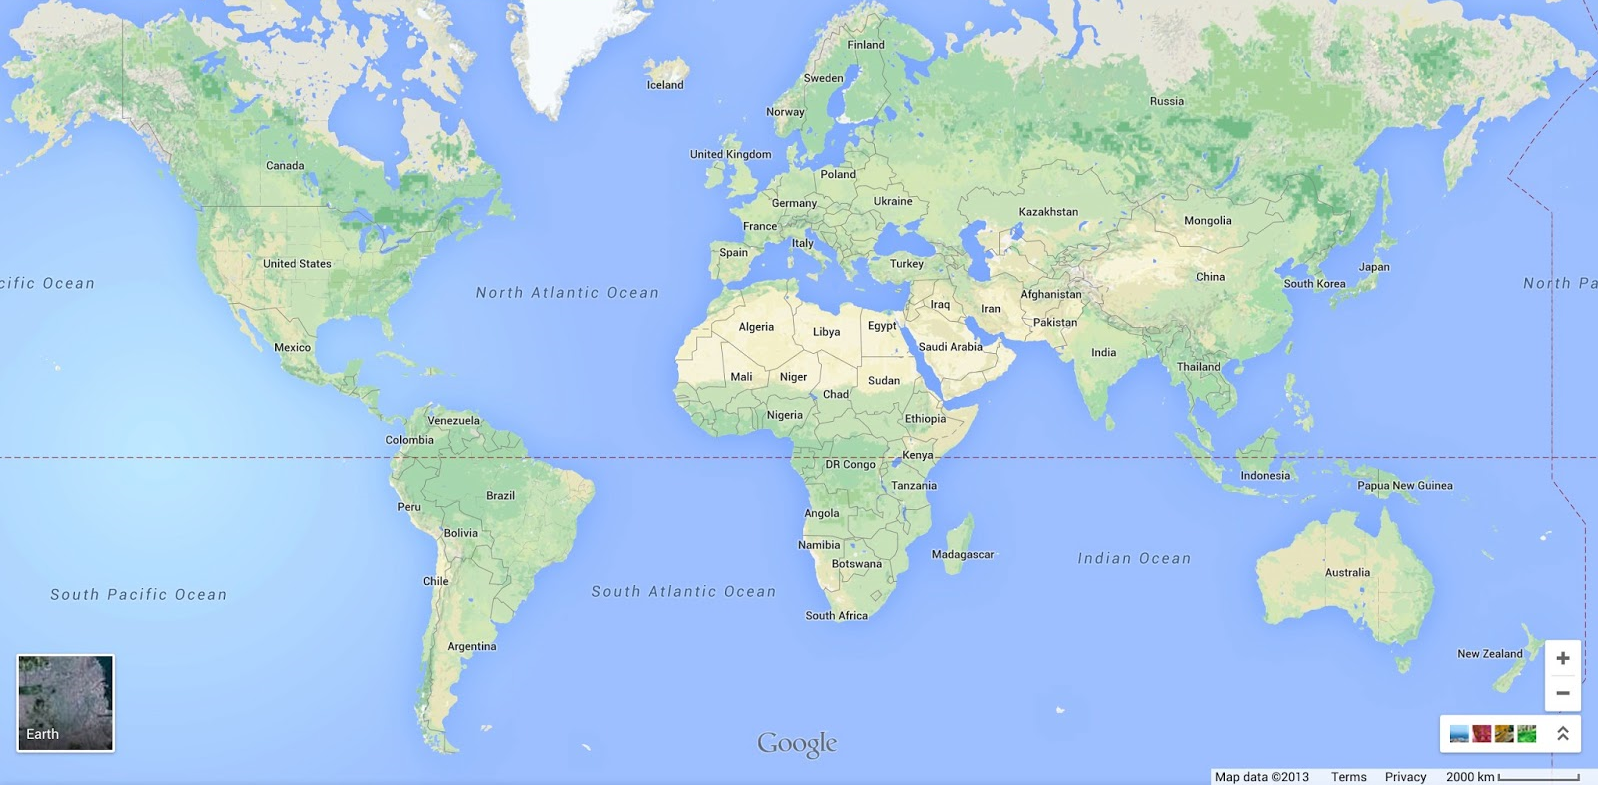 Finland
Sweden
Iceland
Russia
Norway
United Kingdom
Canada
Poland
Germany
Ukraine
Kazakhstan
Mongolia
France
Italy
Spain
United States
Turkey
Japan
China
cific Ocean
South Korea
North Pa
North Atlantic Ocean
Afghanistan
Iraq
Iran
Pakistan
Algeria
Libya
Egypt
Mexico
Saudi Arabia
India
Thailand
Mali
Niger
Sudan
Chad
Nigeria
Ethiopia
Venezuela
Colombia
Kenya
DR Congo
Indonesia
Tanzania
Papua New Guinea
Brazil
Peru
Angola
Bolivia
Namibia
Madagascar
Indian Ocean
Botswana
Australia
Chile
South Pacific Ocean
South Atlantic Ocean
South Africa
Argentina
New Zealand
+
−
Earth
Google
Map data ©2013 Terms Privacy 2000 km